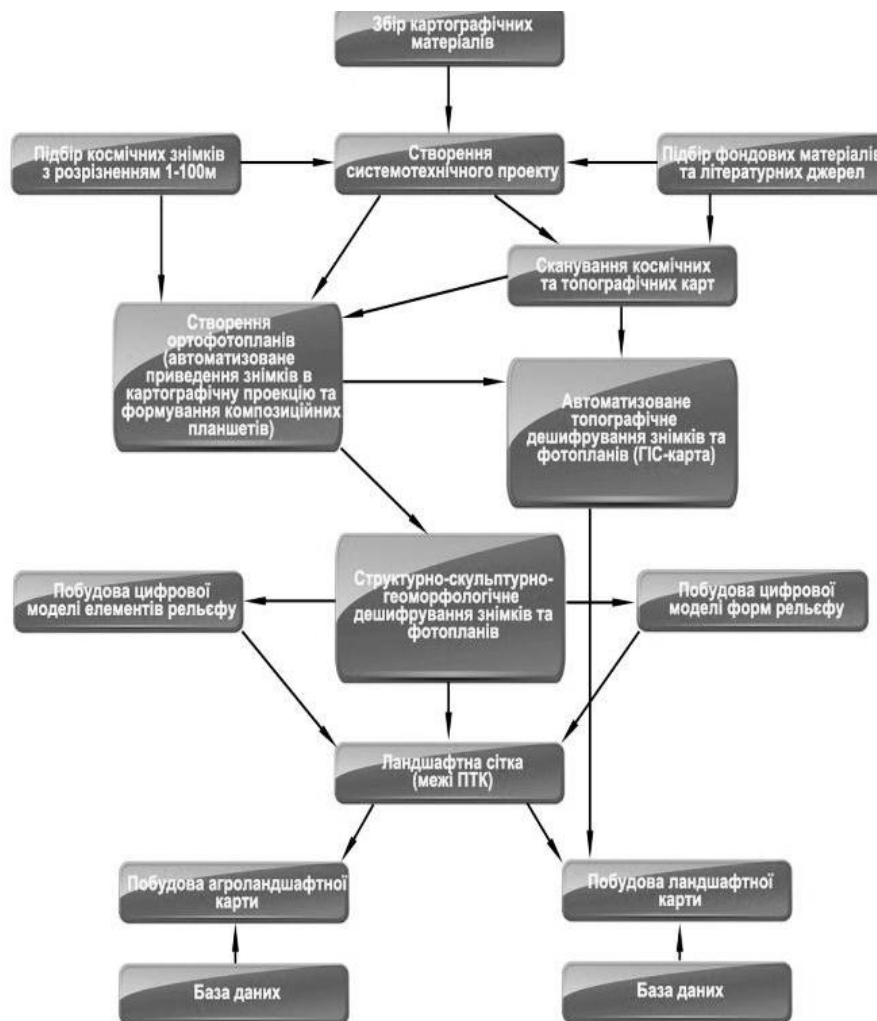 Збір картографічних
матеріалів
Підбір космічних знімків
з розрізненням 1-100м
Створення
системотехнічного проекту
Підбір фондових матеріалів
та літературних джерел
Сканування космічних
та топографічних карт
Створення
ортофотопланів
(автоматизоване
приведення знімків в
картографічну проекцію та
формування композиційних
планшетів)
Автоматизоване
топографічне
дешифрування знімків та
фотопланів (ГІС-карта)
Структурно-скульптурно-
геоморфологічне
дешифрування знімків та
фотопланів
Побудова цифрової
моделі елементів рельєфу
Побудова цифрової
моделі форм рельєфу
Ландшафтна сітка
(межі ПТК)
Побудова агроландшафтної
карти
Побудова ландшафтної
карти
База даних
База даних